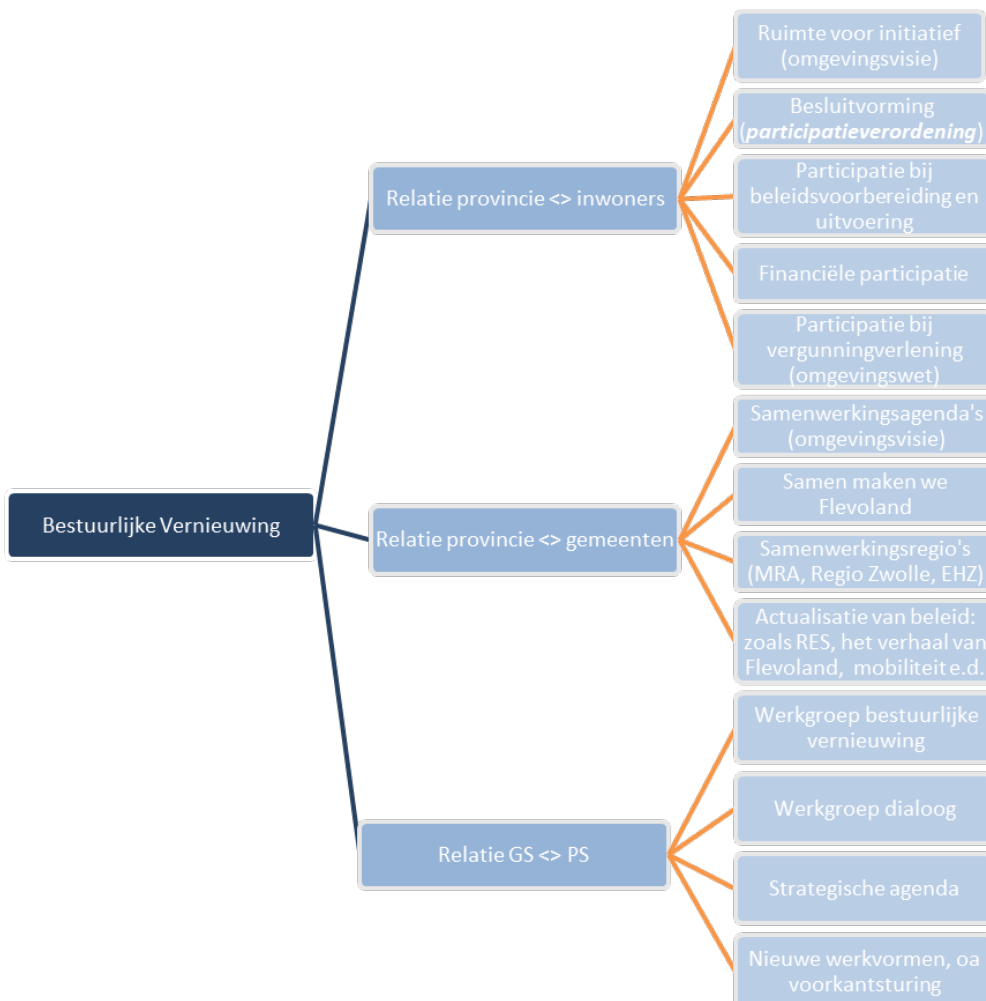 Bestuurlijke Vernieuwing
Relatie provincie <> inwoners
Ruimte voor initiatief
(omgevingsvisie)
Besluitvorming
(participatieverordening)
Participatie bij
beleidsvoorbereiding en
uitvoering
Financiële participatie
Participatie bij
vergunningverlening
(omgevingswet)
Relatie provincie <> gemeenten
Samenwerkingsagenda's
(omgevingsvisie)
Samen maken we
Flevoland
Samenwerkingsregio's
(MRA, Regio Zwolle, EHZ)
Actualisatie van beleid:
zoals RES, het verhaal van
Flevoland, mobiliteit e.d.
Relatie GS <> PS
Werkgroep bestuurlijke
vernieuwing
Werkgroep dialoog
Strategische agenda
Nieuwe werkvormen, oa
voorkantsturing